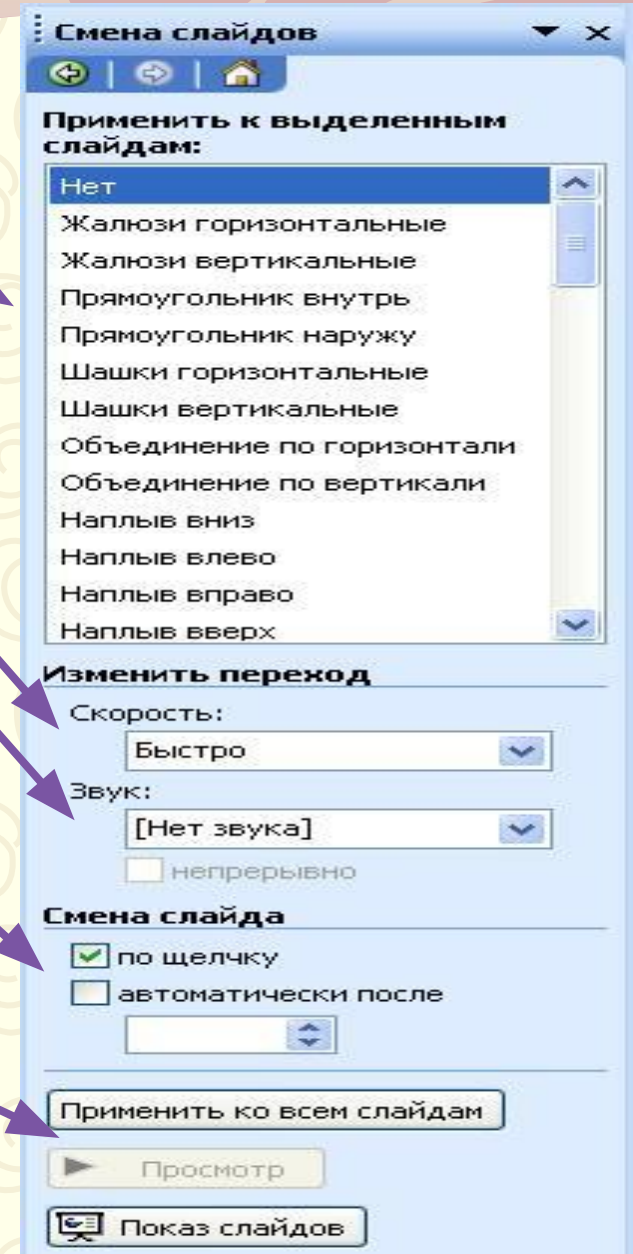 Смена слайдов
Применить к выделенным
слайдам:
Нет
Жалюзи горизонтальные
Жалюзи вертикальные
Прямоугольник внутрь
Прямоугольник наружу
Шашки горизонтальные
Шашки вертикальные
Объединение по горизонтали
Объединение по вертикали
Наплыв вниз
Наплыв влево
Наплыв вправо
Наплыв вверх
Изменить переход
Скорость:
Быстро
Звук:
[Нет звука]
непрерывно
Смена слайда
по щелчку
автоматически после
Применить ко всем слайдам
Просмотр
Показ слайдов